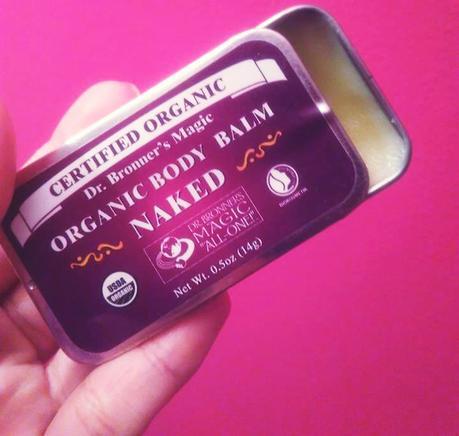 CERTIFIED ORGANIC
Dr. Bronner's Magic
ORGANIC BODY BALM
NAKED
DR. BRONNER'S
MAGIC
"ALL-ONE!"
USDA
ORGANIC
Net Wt. 0.5oz (14g)